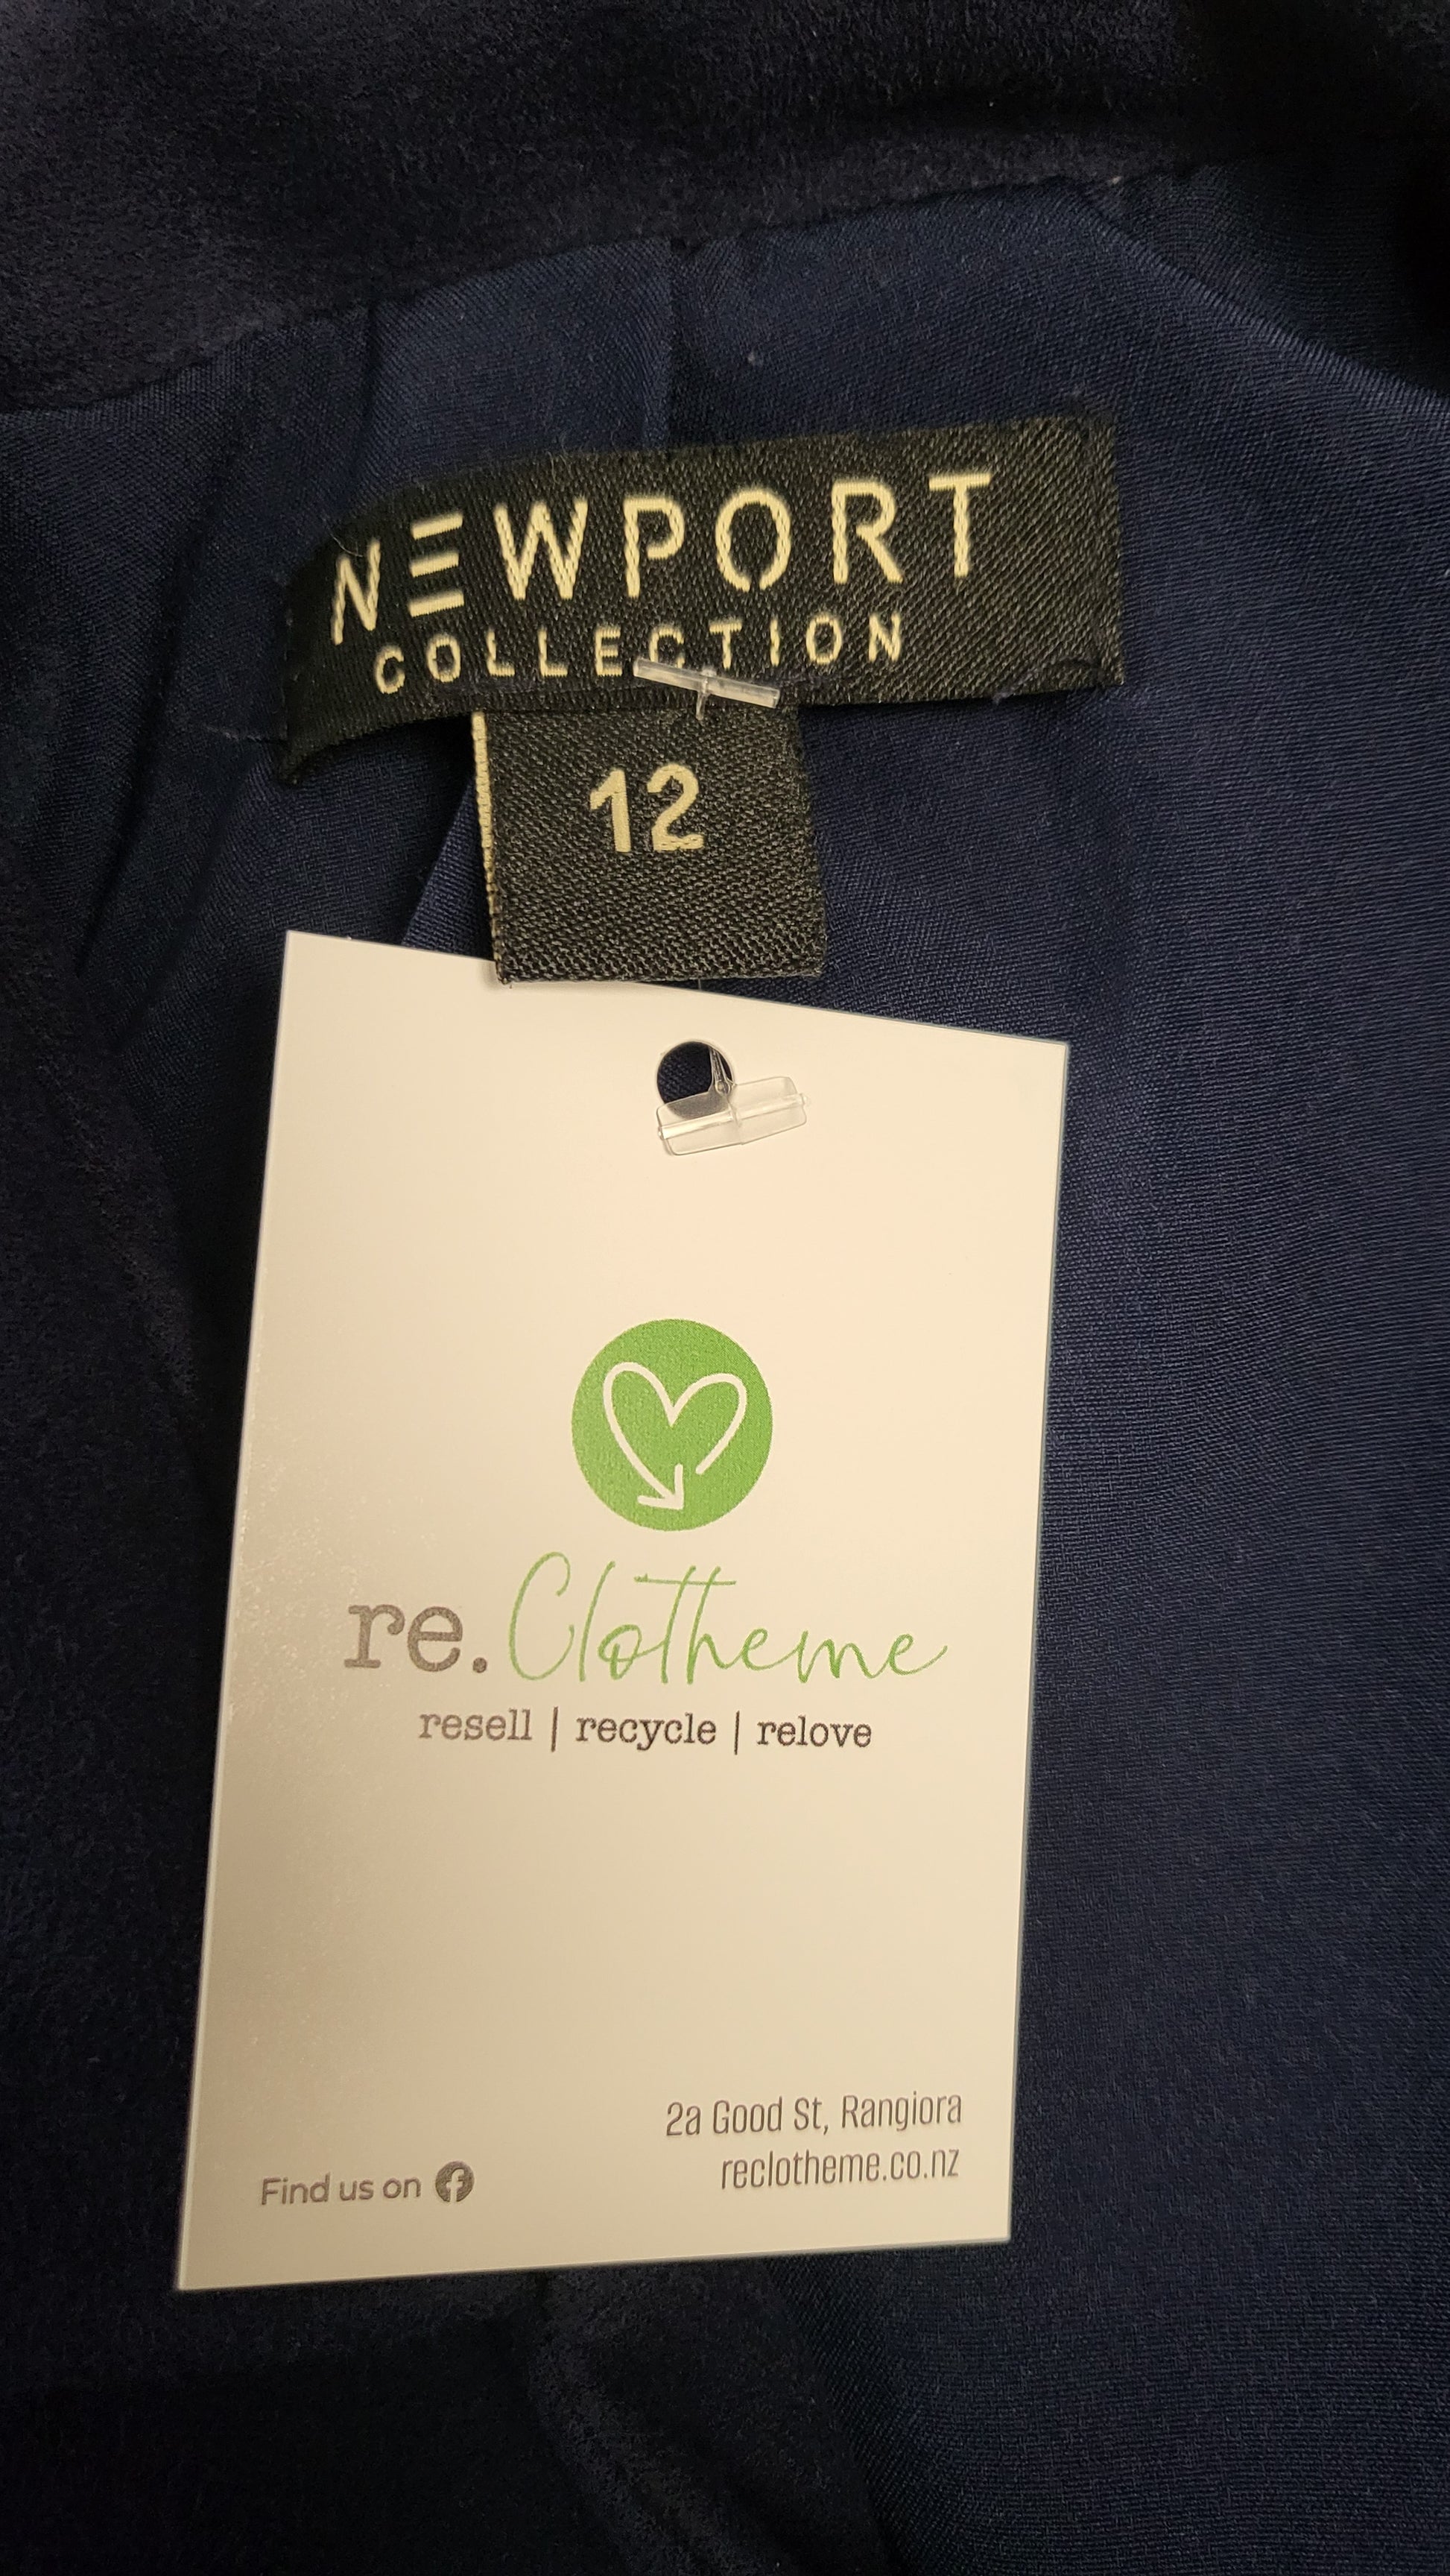 NEWPORT
COLLECTION
12
re.Clotheme
resell | recycle | relove
2a Good St, Rangiora
reclotheme.co.nz
Find us on